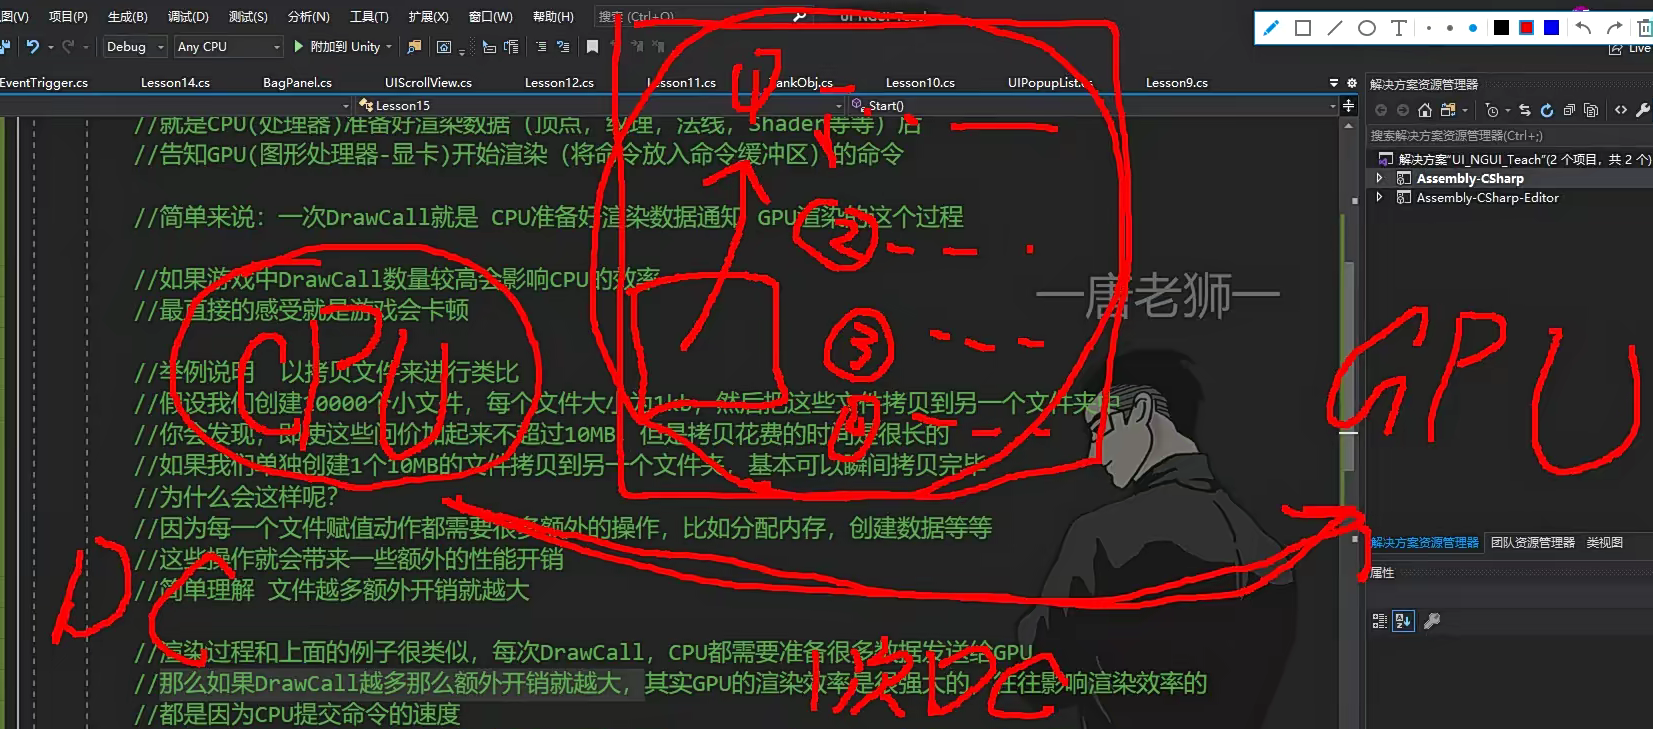 图(V) 项目(P) 生成(B) 调试(D) 测试(S) 分析(N) 工具(T) 扩展(X) 窗口(W) 帮助(H) 搜索 (Ctrl+Q)
Debug Any CPU 附加到 Unity
Live
EventTrigger.cs Lesson14.cs BagPanel.cs UIScrollView.cs Lesson12.cs Lesson11.cs TankObj.cs Lesson10.cs UIPopupList.cs Lesson9.cs
Lesson15 Start()
//就是CPU(处理器)准备好渲染数据（顶点，纹理，法线，Shader等等）后
//告知GPU(图形处理器-显卡)开始渲染（将命令放入命令缓冲区）的命令
//简单来说：一次DrawCall就是 CPU准备好渲染数据通知 GPU渲染的这个过程
//如果游戏中DrawCall数量较高会影响CPU的效率
//最直接的感受就是游戏会卡顿
//举例说明 以拷贝文件来进行类比
//假设我们创建10000个小文件，每个文件大小为1kb，然后把这些文件拷贝到另一个文件夹中
//你会发现，即使这些问价加起来不超过10MB，但是拷贝花费的时间是很长的
//如果我们单独创建1个10MB的文件拷贝到另一个文件夹，基本可以瞬间拷贝完毕
//为什么会这样呢？
//因为每一个文件赋值动作都需要很多额外的操作，比如分配内存，创建数据等等
//这些操作就会带来一些额外的性能开销
//简单理解 文件越多额外开销就越大
//渲染过程和上面的例子很类似，每次DrawCall，CPU都需要准备很多数据发送给GPU
//那么如果DrawCall越多那么额外开销就越大，其实GPU的渲染效率是很强大的，往往影响渲染效率的
//都是因为CPU提交命令的速度
一唐老狮一
CPU
②
③
④
GPU
DC
1次DC
解决方案资源管理器
搜索解决方案资源管理器(Ctrl+;)
解决方案"UI_NGUI_Teach"(2 个项目，共 2 个)
Assembly-CSharp
Assembly-CSharp-Editor
解决方案资源管理器 团队资源管理器 类视图
属性